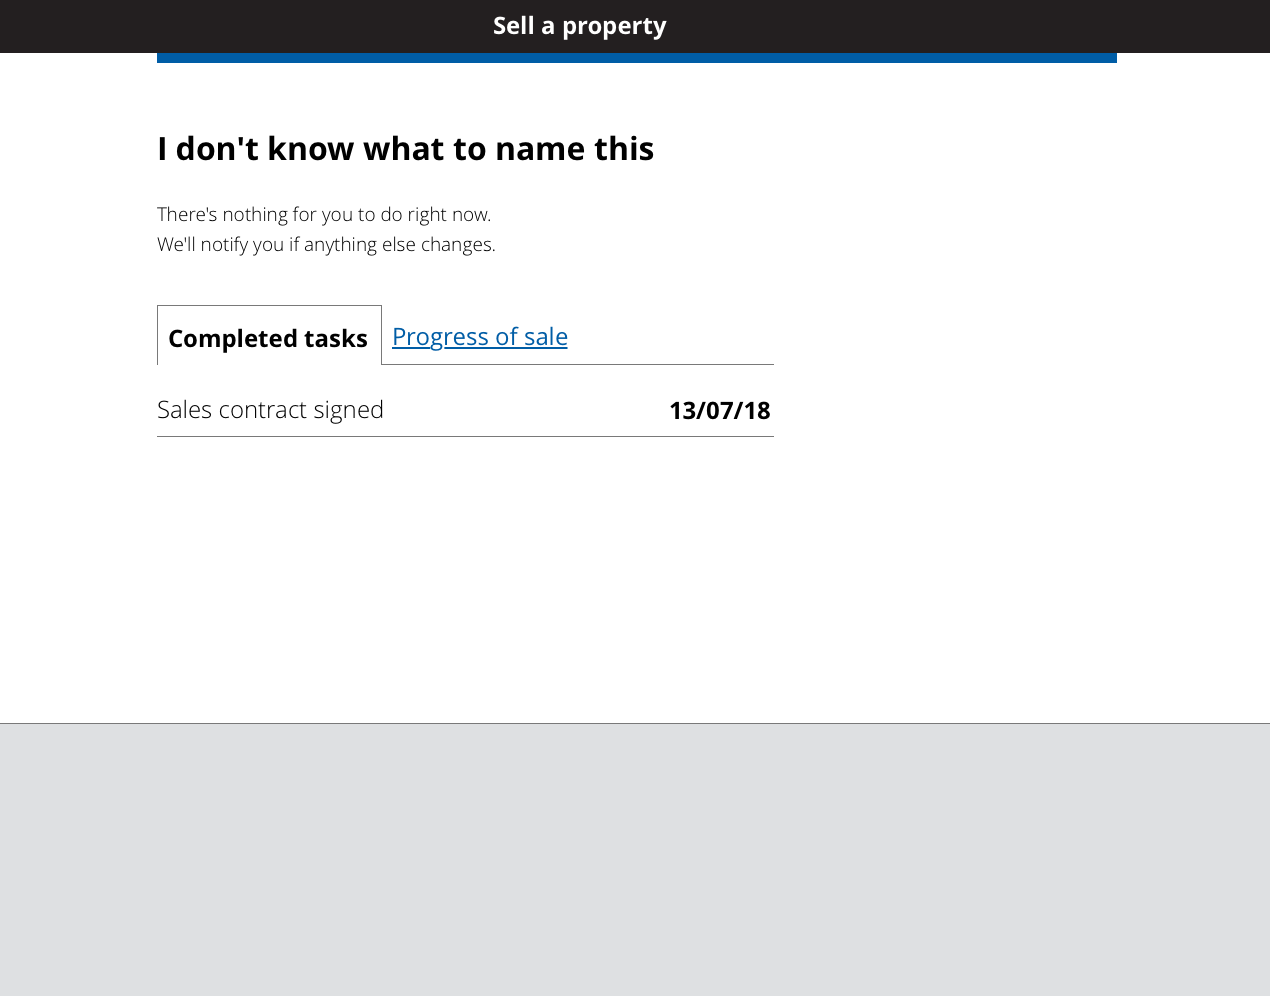 Sell a property
I don't know what to name this
There's nothing for you to do right now.
We'll notify you if anything else changes.
Completed tasks Progress of sale
Sales contract signed 13/07/18